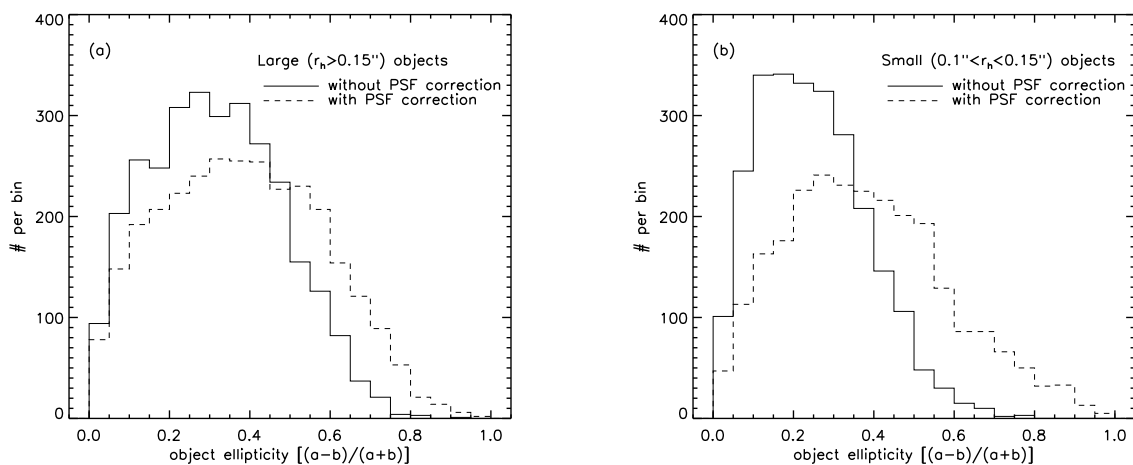 400
(a)
Large (rₕ>0.15") objects
without PSF correction
with PSF correction
300
200
100
0
# per bin
0.0 0.2 0.4 0.6 0.8 1.0
object ellipticity [(a−b)/(a+b)]
400
(b)
Small (0.1"<rₕ<0.15") objects
without PSF correction
with PSF correction
300
200
100
0
# per bin
0.0 0.2 0.4 0.6 0.8 1.0
object ellipticity [(a−b)/(a+b)]